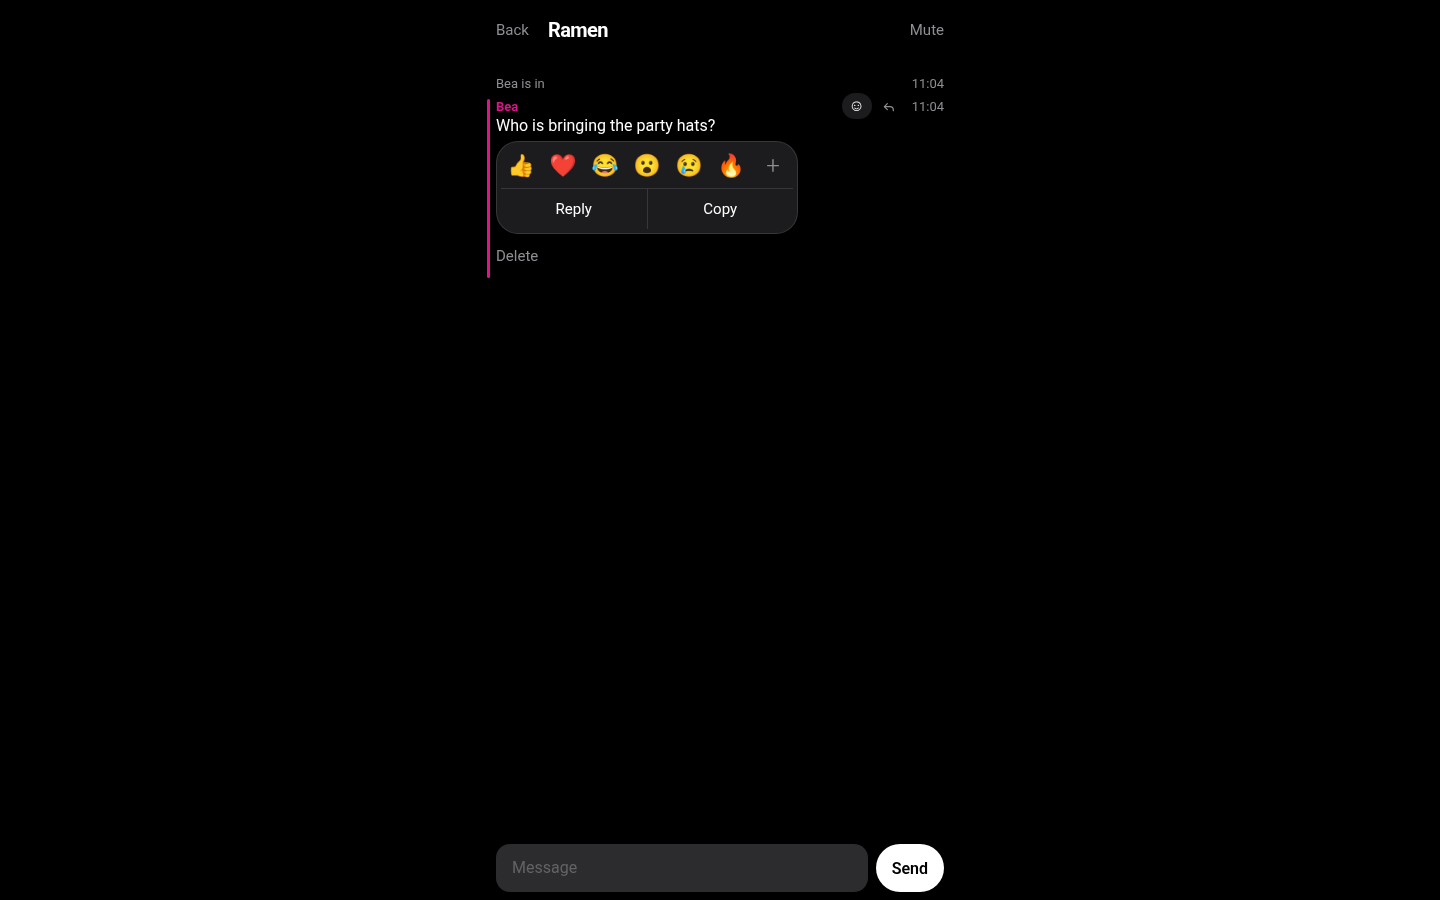 Back Ramen Mute
Bea is in 11:04
Bea 11:04
Who is bringing the party hats?
👍 ❤️ 😂 😮 😢 🔥 +
Reply Copy
Delete
Message Send